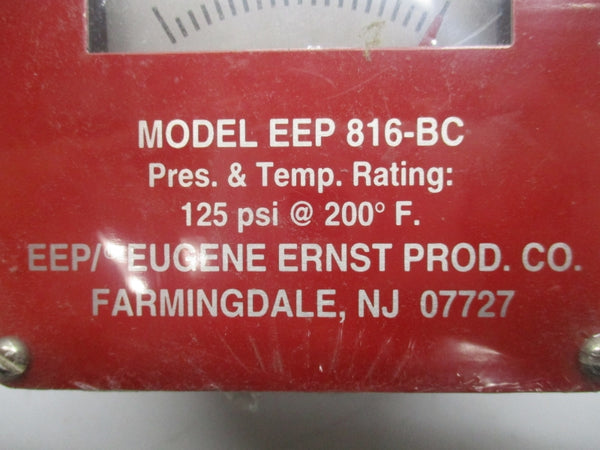 MODEL EEP 816-BC
Pres. & Temp. Rating:
125 psi @ 200° F.
EEP/ EUGENE ERNST PROD. CO.
FARMINGDALE, NJ 07727